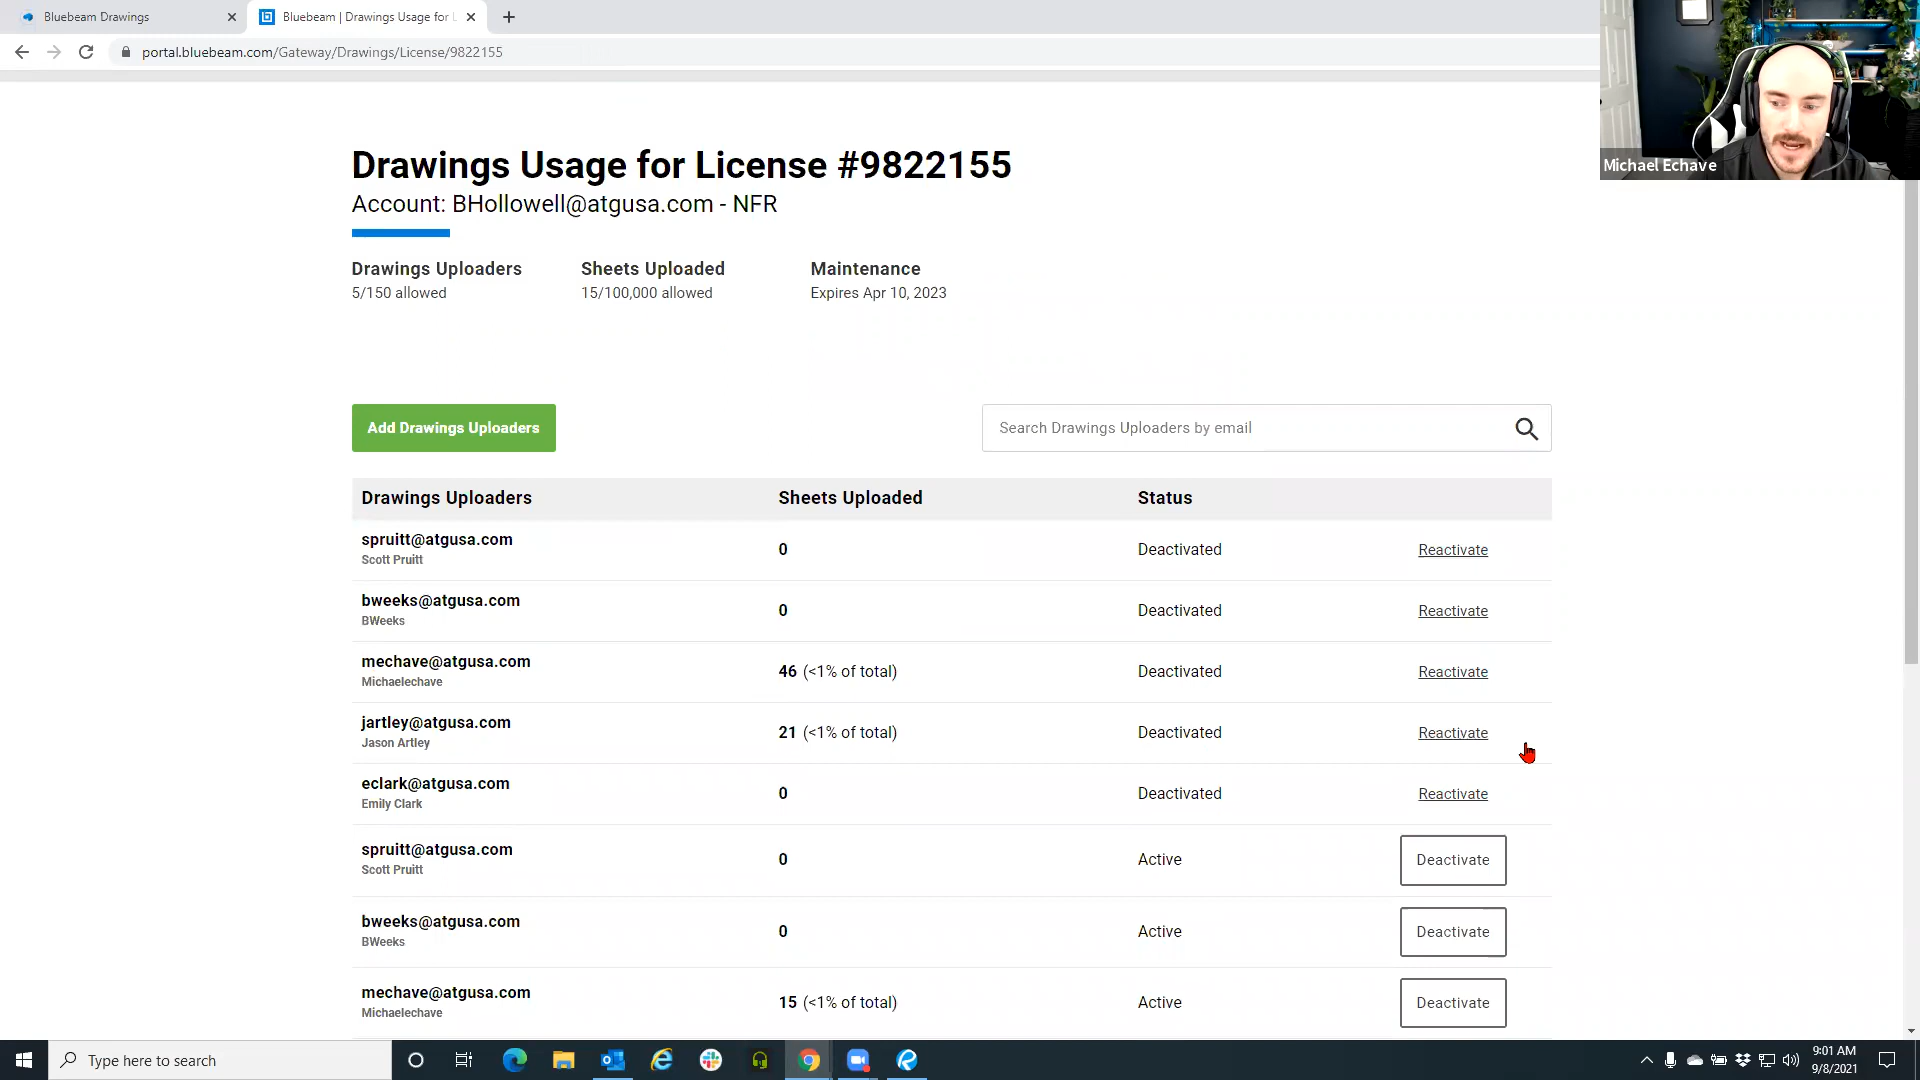 Bluebeam Drawings
Bluebeam | Drawings Usage for L
portal.bluebeam.com/Gateway/Drawings/License/9822155
Michael Echave
Drawings Usage for License #9822155
Account: BHollowell@atgusa.com - NFR
Drawings Uploaders Sheets Uploaded Maintenance
5/150 allowed 15/100,000 allowed Expires Apr 10, 2023
Add Drawings Uploaders Search Drawings Uploaders by email
Drawings Uploaders Sheets Uploaded Status
spruitt@atgusa.com
Scott Pruitt
0 Deactivated Reactivate
bweeks@atgusa.com
BWeeks
0 Deactivated Reactivate
mechave@atgusa.com
Michaelechave
46 (<1% of total) Deactivated Reactivate
jartley@atgusa.com
Jason Artley
21 (<1% of total) Deactivated Reactivate
eclark@atgusa.com
Emily Clark
0 Deactivated Reactivate
spruitt@atgusa.com
Scott Pruitt
0 Active Deactivate
bweeks@atgusa.com
BWeeks
0 Active Deactivate
mechave@atgusa.com
Michaelechave
15 (<1% of total) Active Deactivate
Type here to search
9:01 AM
9/8/2021